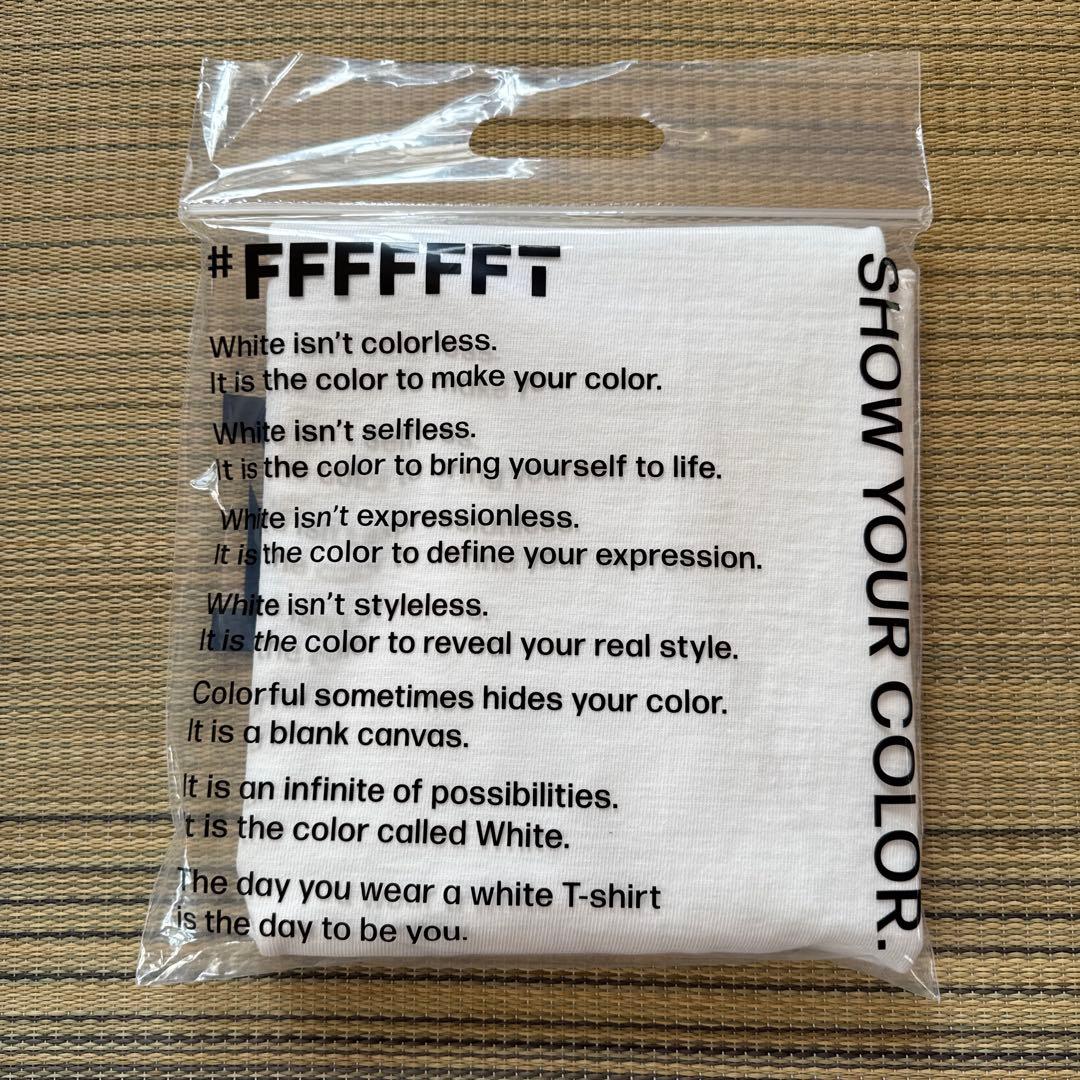 #FFFFFFT
White isn't colorless.
It is the color to make your color.
White isn't selfless.
It is the color to bring yourself to life.
White isn't expressionless.
It is the color to define your expression.
White isn't styleless.
It is the color to reveal your real style.
Colorful sometimes hides your color.
It is a blank canvas.
It is an infinite of possibilities.
It is the color called White.
The day you wear a white T-shirt
is the day to be you.
SHOW YOUR COLOR.